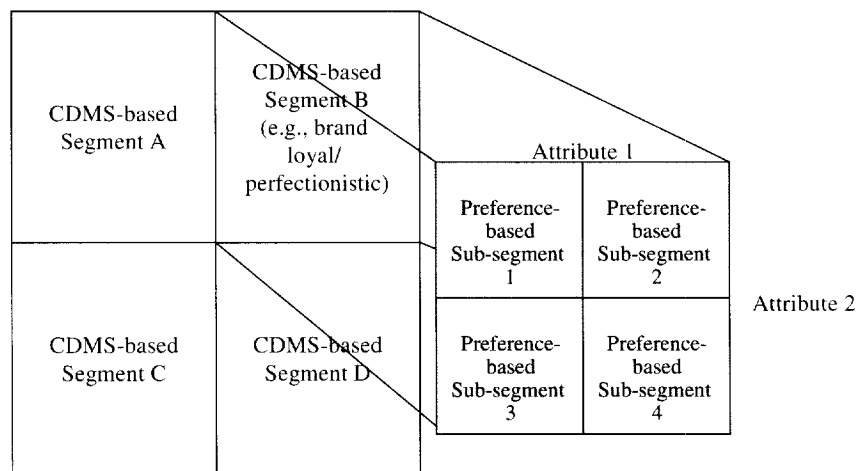 CDMS-based
Segment A
CDMS-based
Segment B
(e.g., brand
loyal/
perfectionistic)
Attribute 1
Preference-
based
Sub-segment
1
Preference-
based
Sub-segment
2
Attribute 2
CDMS-based
Segment C
CDMS-based
Segment D
Preference-
based
Sub-segment
3
Preference-
based
Sub-segment
4